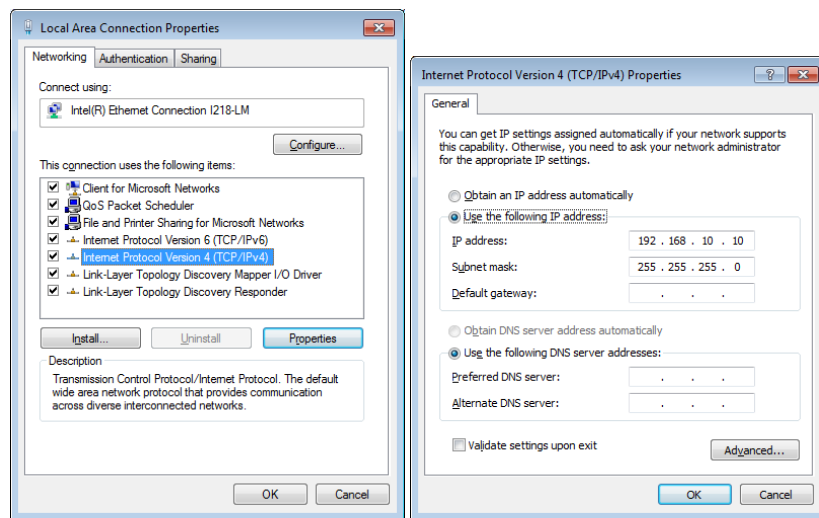 Local Area Connection Properties
Networking Authentication Sharing
Connect using:
Intel(R) Ethernet Connection I218-LM
Configure...
This connection uses the following items:
Client for Microsoft Networks
QoS Packet Scheduler
File and Printer Sharing for Microsoft Networks
Internet Protocol Version 6 (TCP/IPv6)
Internet Protocol Version 4 (TCP/IPv4)
Link-Layer Topology Discovery Mapper I/O Driver
Link-Layer Topology Discovery Responder
Install... Uninstall Properties
Description
Transmission Control Protocol/Internet Protocol. The default
wide area network protocol that provides communication
across diverse interconnected networks.
OK Cancel
Internet Protocol Version 4 (TCP/IPv4) Properties
General
You can get IP settings assigned automatically if your network supports
this capability. Otherwise, you need to ask your network administrator
for the appropriate IP settings.
Obtain an IP address automatically
Use the following IP address:
IP address: 192 . 168 . 10 . 10
Subnet mask: 255 . 255 . 255 . 0
Default gateway: . . .
Obtain DNS server address automatically
Use the following DNS server addresses:
Preferred DNS server: . . .
Alternate DNS server: . . .
Validate settings upon exit
Advanced...
OK Cancel